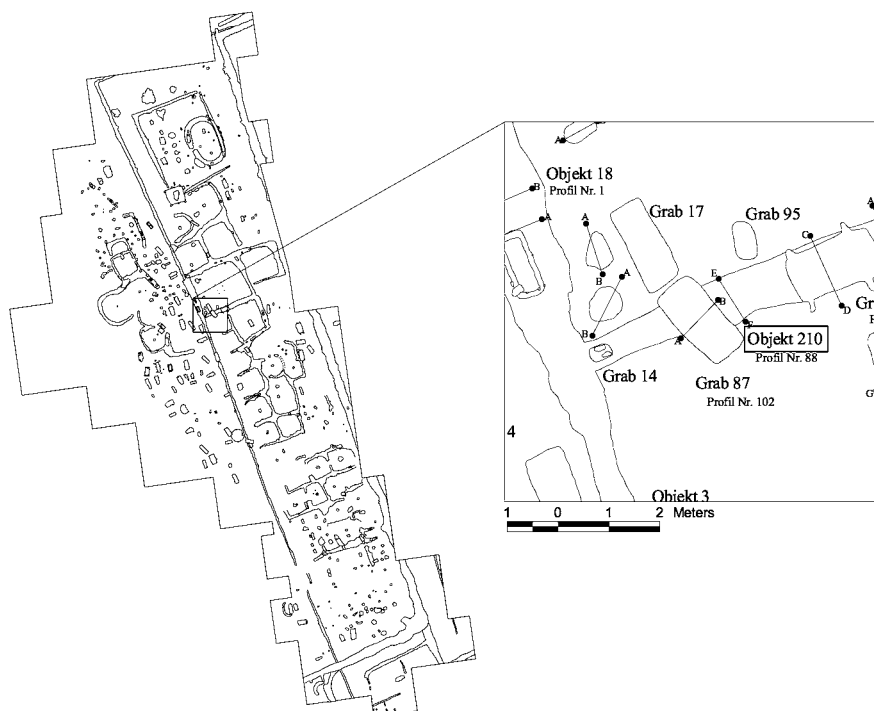 A
Objekt 18
Profil Nr. 1
B
A
A
Grab 17
Grab 95
A
C
E
B
A
B
F
D
Gr
B
A
Objekt 210
Profil Nr. 88
Grab 14
Grab 87
Profil Nr. 102
G
4
Objekt 3
1 0 1 2 Meters